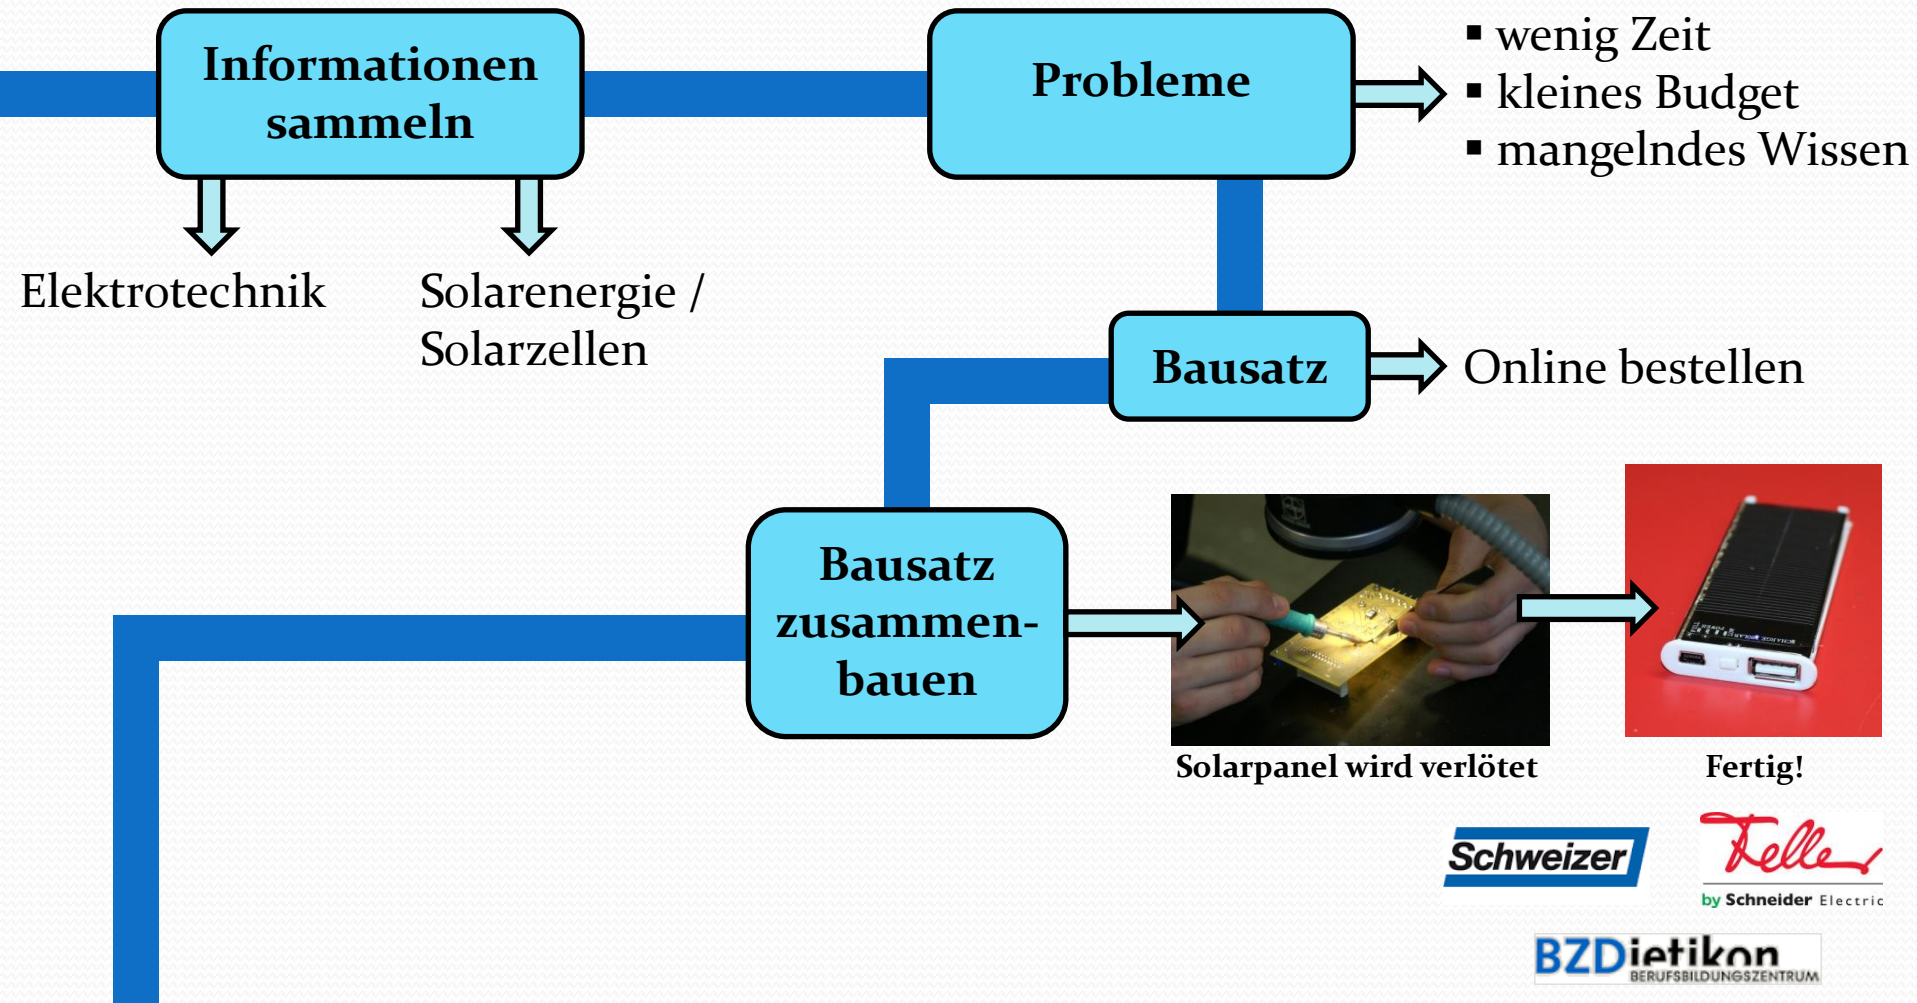 Informationen
sammeln
Probleme
▪ wenig Zeit
▪ kleines Budget
▪ mangelndes Wissen
Elektrotechnik
Solarenergie /
Solarzellen
Bausatz
Online bestellen
Bausatz
zusammen-
bauen
Solarpanel wird verlötet
Fertig!
Schweizer
Feller
by Schneider Electric
BZDietikon
BERUFSBILDUNGSZENTRUM